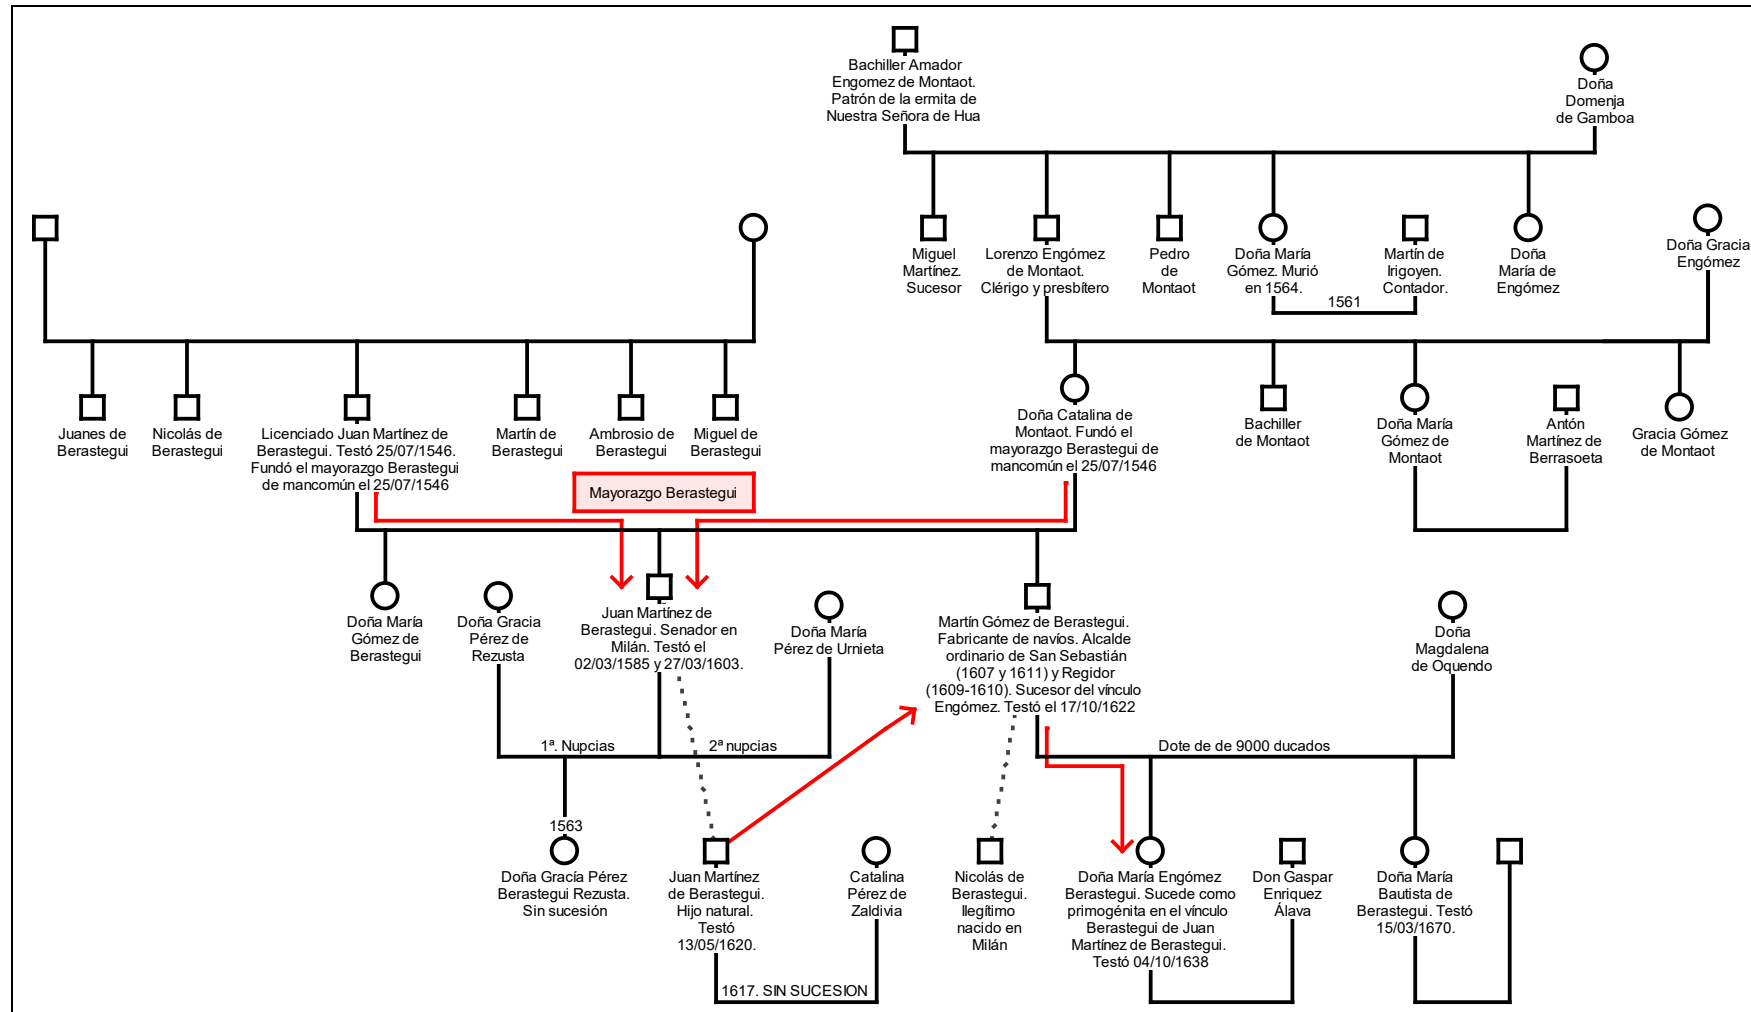 Bachiller Amador
Engomez de Montaot.
Patrón de la ermita de
Nuestra Señora de Hua
Doña
Domenja
de Gamboa
Miguel
Martínez.
Sucesor
Lorenzo Engómez
de Montaot.
Clérigo y presbítero
Pedro
de
Montaot
Doña María
Gómez. Murió
en 1564.
Martín de
Irigoyen.
Contador.
1561
Doña
María de
Engómez
Doña Gracia
Engómez
Juanes de
Berastegui
Nicolás de
Berastegui
Licenciado Juan Martínez de
Berastegui. Testó 25/07/1546.
Fundó el mayorazgo Berastegui
de mancomún el 25/07/1546
Martín de
Berastegui
Ambrosio de
Berastegui
Miguel de
Berastegui
Doña Catalina de
Montaot. Fundó el
mayorazgo Berastegui de
mancomún el 25/07/1546
Bachiller
de Montaot
Doña María
Gómez de
Montaot
Antón
Martínez de
Berrasoeta
Gracia Gómez
de Montaot
Mayorazgo Berastegui
Doña María
Gómez de
Berastegui
Doña Gracia
Pérez de
Rezusta
Juan Martínez de
Berastegui. Senador en
Milán. Testó el
02/03/1585 y 27/03/1603.
Doña María
Pérez de Urnieta
Martín Gómez de Berastegui.
Fabricante de navíos. Alcalde
ordinario de San Sebastián
(1607 y 1611) y Regidor
(1609-1610). Sucesor del vínculo
Engómez. Testó el 17/10/1622
Doña
Magdalena
de Oquendo
1ª. Nupcias
2ª nupcias
Dote de de 9000 ducados
1563
Doña Gracía Pérez
Berastegui Rezusta.
Sin sucesión
Juan Martínez
de Berastegui.
Hijo natural.
Testó
13/05/1620.
Catalina
Pérez de
Zaldivia
1617. SIN SUCESION
Nicolás de
Berastegui.
Ilegítimo
nacido en
Milán
Doña María Engómez
Berastegui. Sucede como
primogénita en el vínculo
Berastegui de Juan
Martínez de Berastegui.
Testó 04/10/1638
Don Gaspar
Enriquez
Álava
Doña María
Bautista de
Berastegui. Testó
15/03/1670.